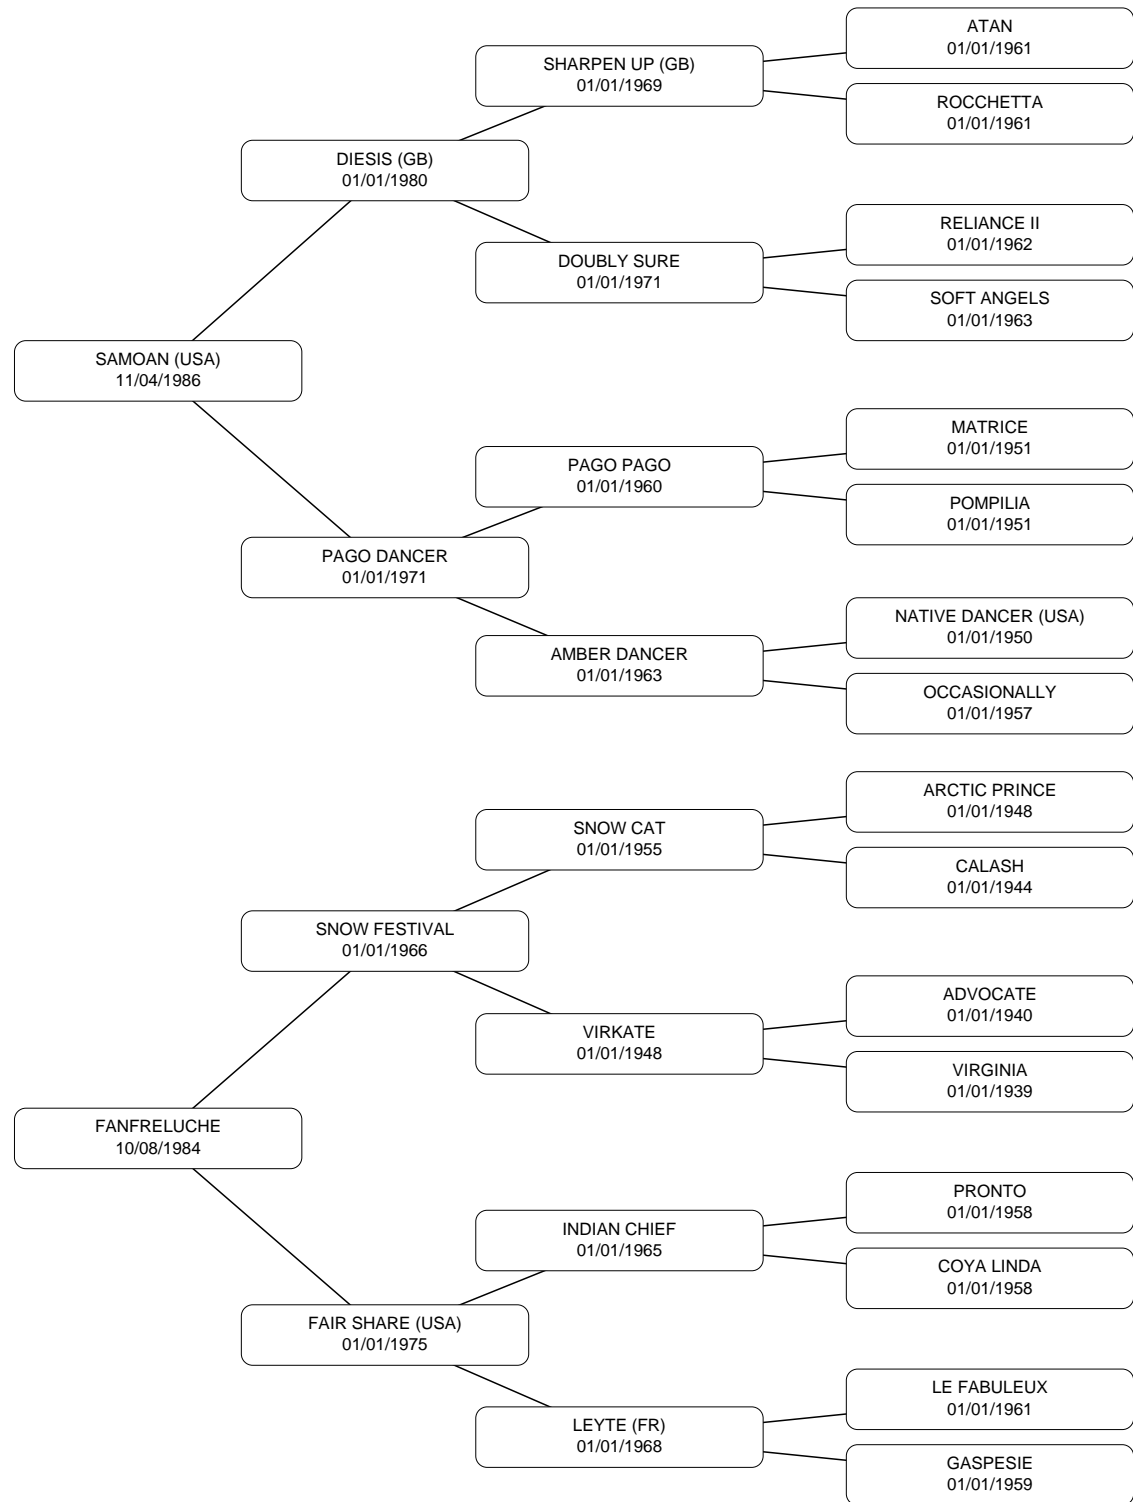 ATAN
01/01/1961
SHARPEN UP (GB)
01/01/1969
ROCCHETTA
01/01/1961
DIESIS (GB)
01/01/1980
RELIANCE II
01/01/1962
DOUBLY SURE
01/01/1971
SOFT ANGELS
01/01/1963
SAMOAN (USA)
11/04/1986
MATRICE
01/01/1951
PAGO PAGO
01/01/1960
POMPILIA
01/01/1951
PAGO DANCER
01/01/1971
NATIVE DANCER (USA)
01/01/1950
AMBER DANCER
01/01/1963
OCCASIONALLY
01/01/1957
ARCTIC PRINCE
01/01/1948
SNOW CAT
01/01/1955
CALASH
01/01/1944
SNOW FESTIVAL
01/01/1966
ADVOCATE
01/01/1940
VIRKATE
01/01/1948
VIRGINIA
01/01/1939
FANFRELUCHE
10/08/1984
PRONTO
01/01/1958
INDIAN CHIEF
01/01/1965
COYA LINDA
01/01/1958
FAIR SHARE (USA)
01/01/1975
LE FABULEUX
01/01/1961
LEYTE (FR)
01/01/1968
GASPESIE
01/01/1959